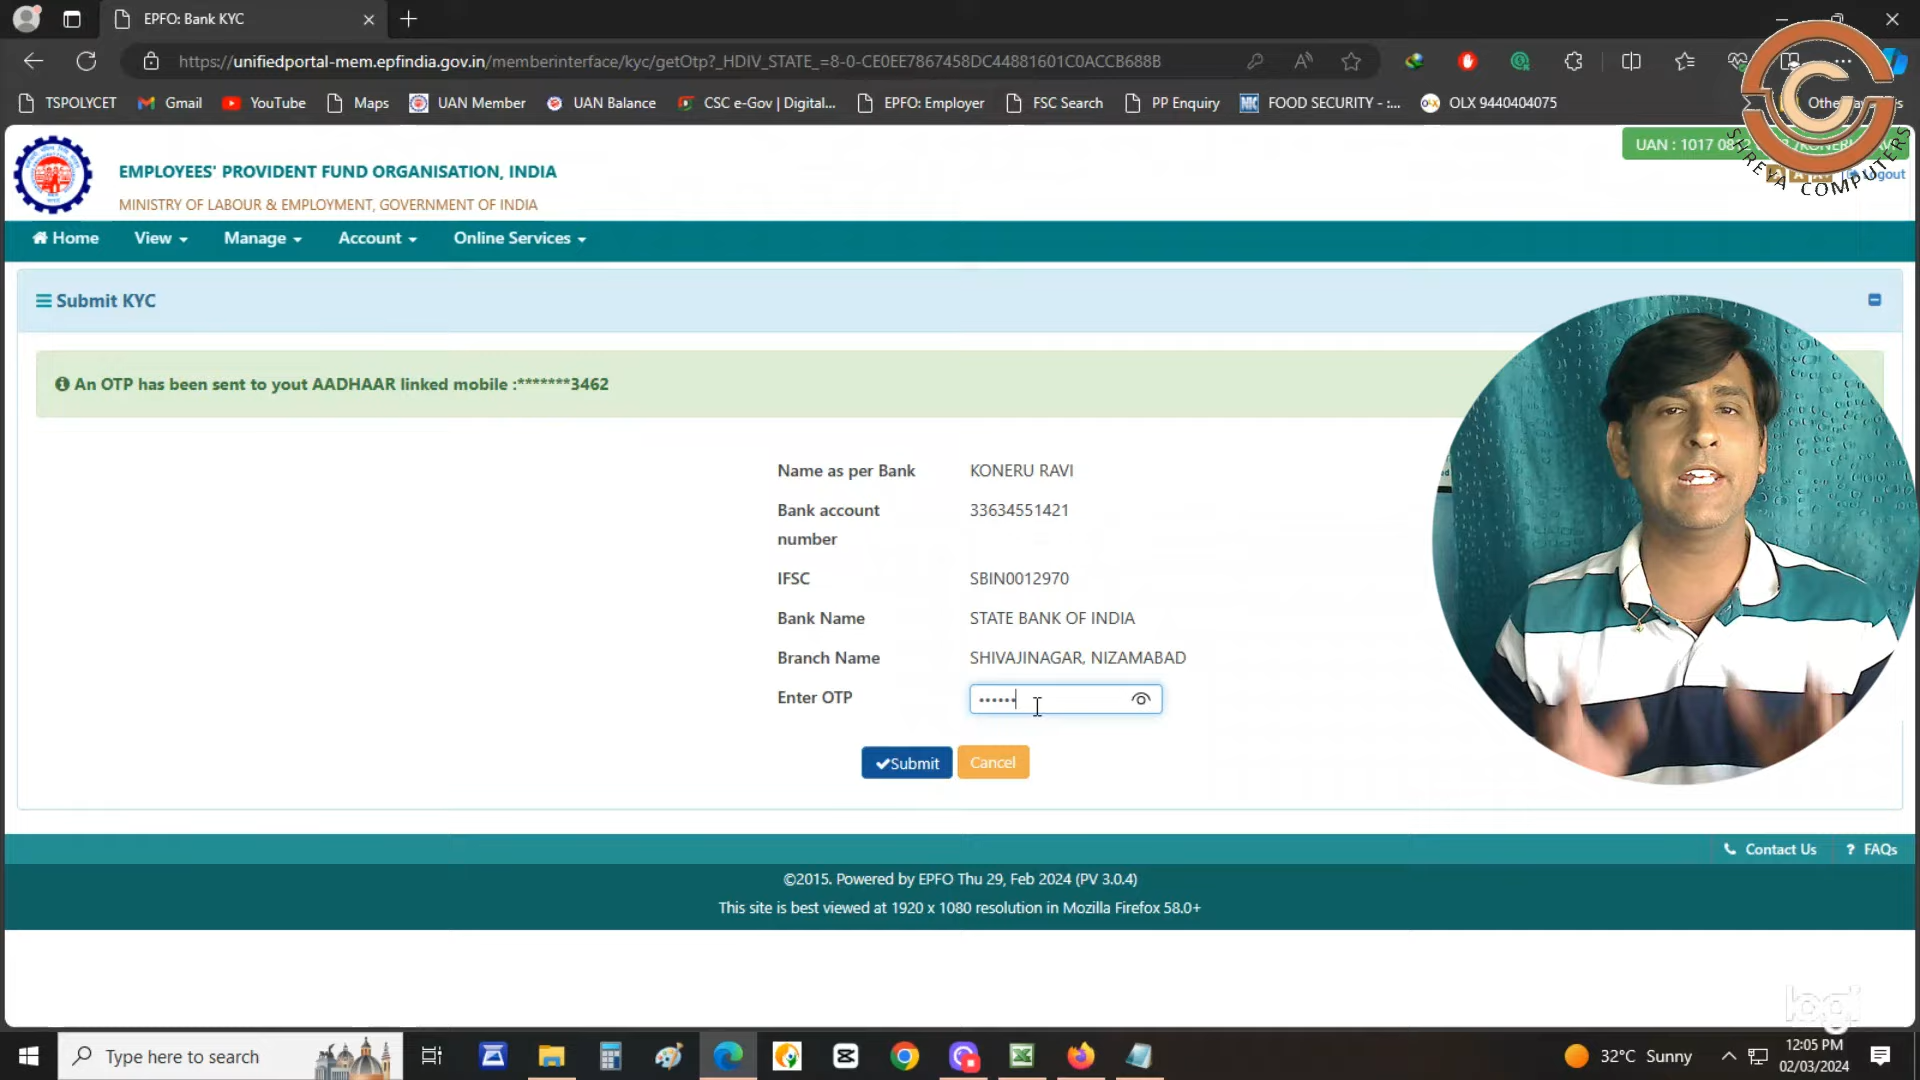 EPFO: Bank KYC
https://unifiedportal-mem.epfindia.gov.in/memberinterface/kyc/getOtp?_HDIV_STATE_=8-0-CE0EE7867458DC44881601C0ACCB688B
TSPOLYCET Gmail YouTube Maps UAN Member UAN Balance CSC e-Gov | Digital... EPFO: Employer FSC Search PP Enquiry FOOD SECURITY - :... OLX 9440404075
SHREYA COMPUTERS
UAN : 1017
Logout
EMPLOYEES' PROVIDENT FUND ORGANISATION, INDIA
MINISTRY OF LABOUR & EMPLOYMENT, GOVERNMENT OF INDIA
Home View Manage Account Online Services
Submit KYC
An OTP has been sent to yout AADHAAR linked mobile :*******3462
Name as per Bank KONERU RAVI
Bank account number 33634551421
IFSC SBIN0012970
Bank Name STATE BANK OF INDIA
Branch Name SHIVAJINAGAR, NIZAMABAD
Enter OTP ••••••
Submit Cancel
Contact Us ? FAQs
©2015. Powered by EPFO Thu 29, Feb 2024 (PV 3.0.4)
This site is best viewed at 1920 x 1080 resolution in Mozilla Firefox 58.0+
logi
Type here to search
32°C Sunny
12:05 PM
02/03/2024